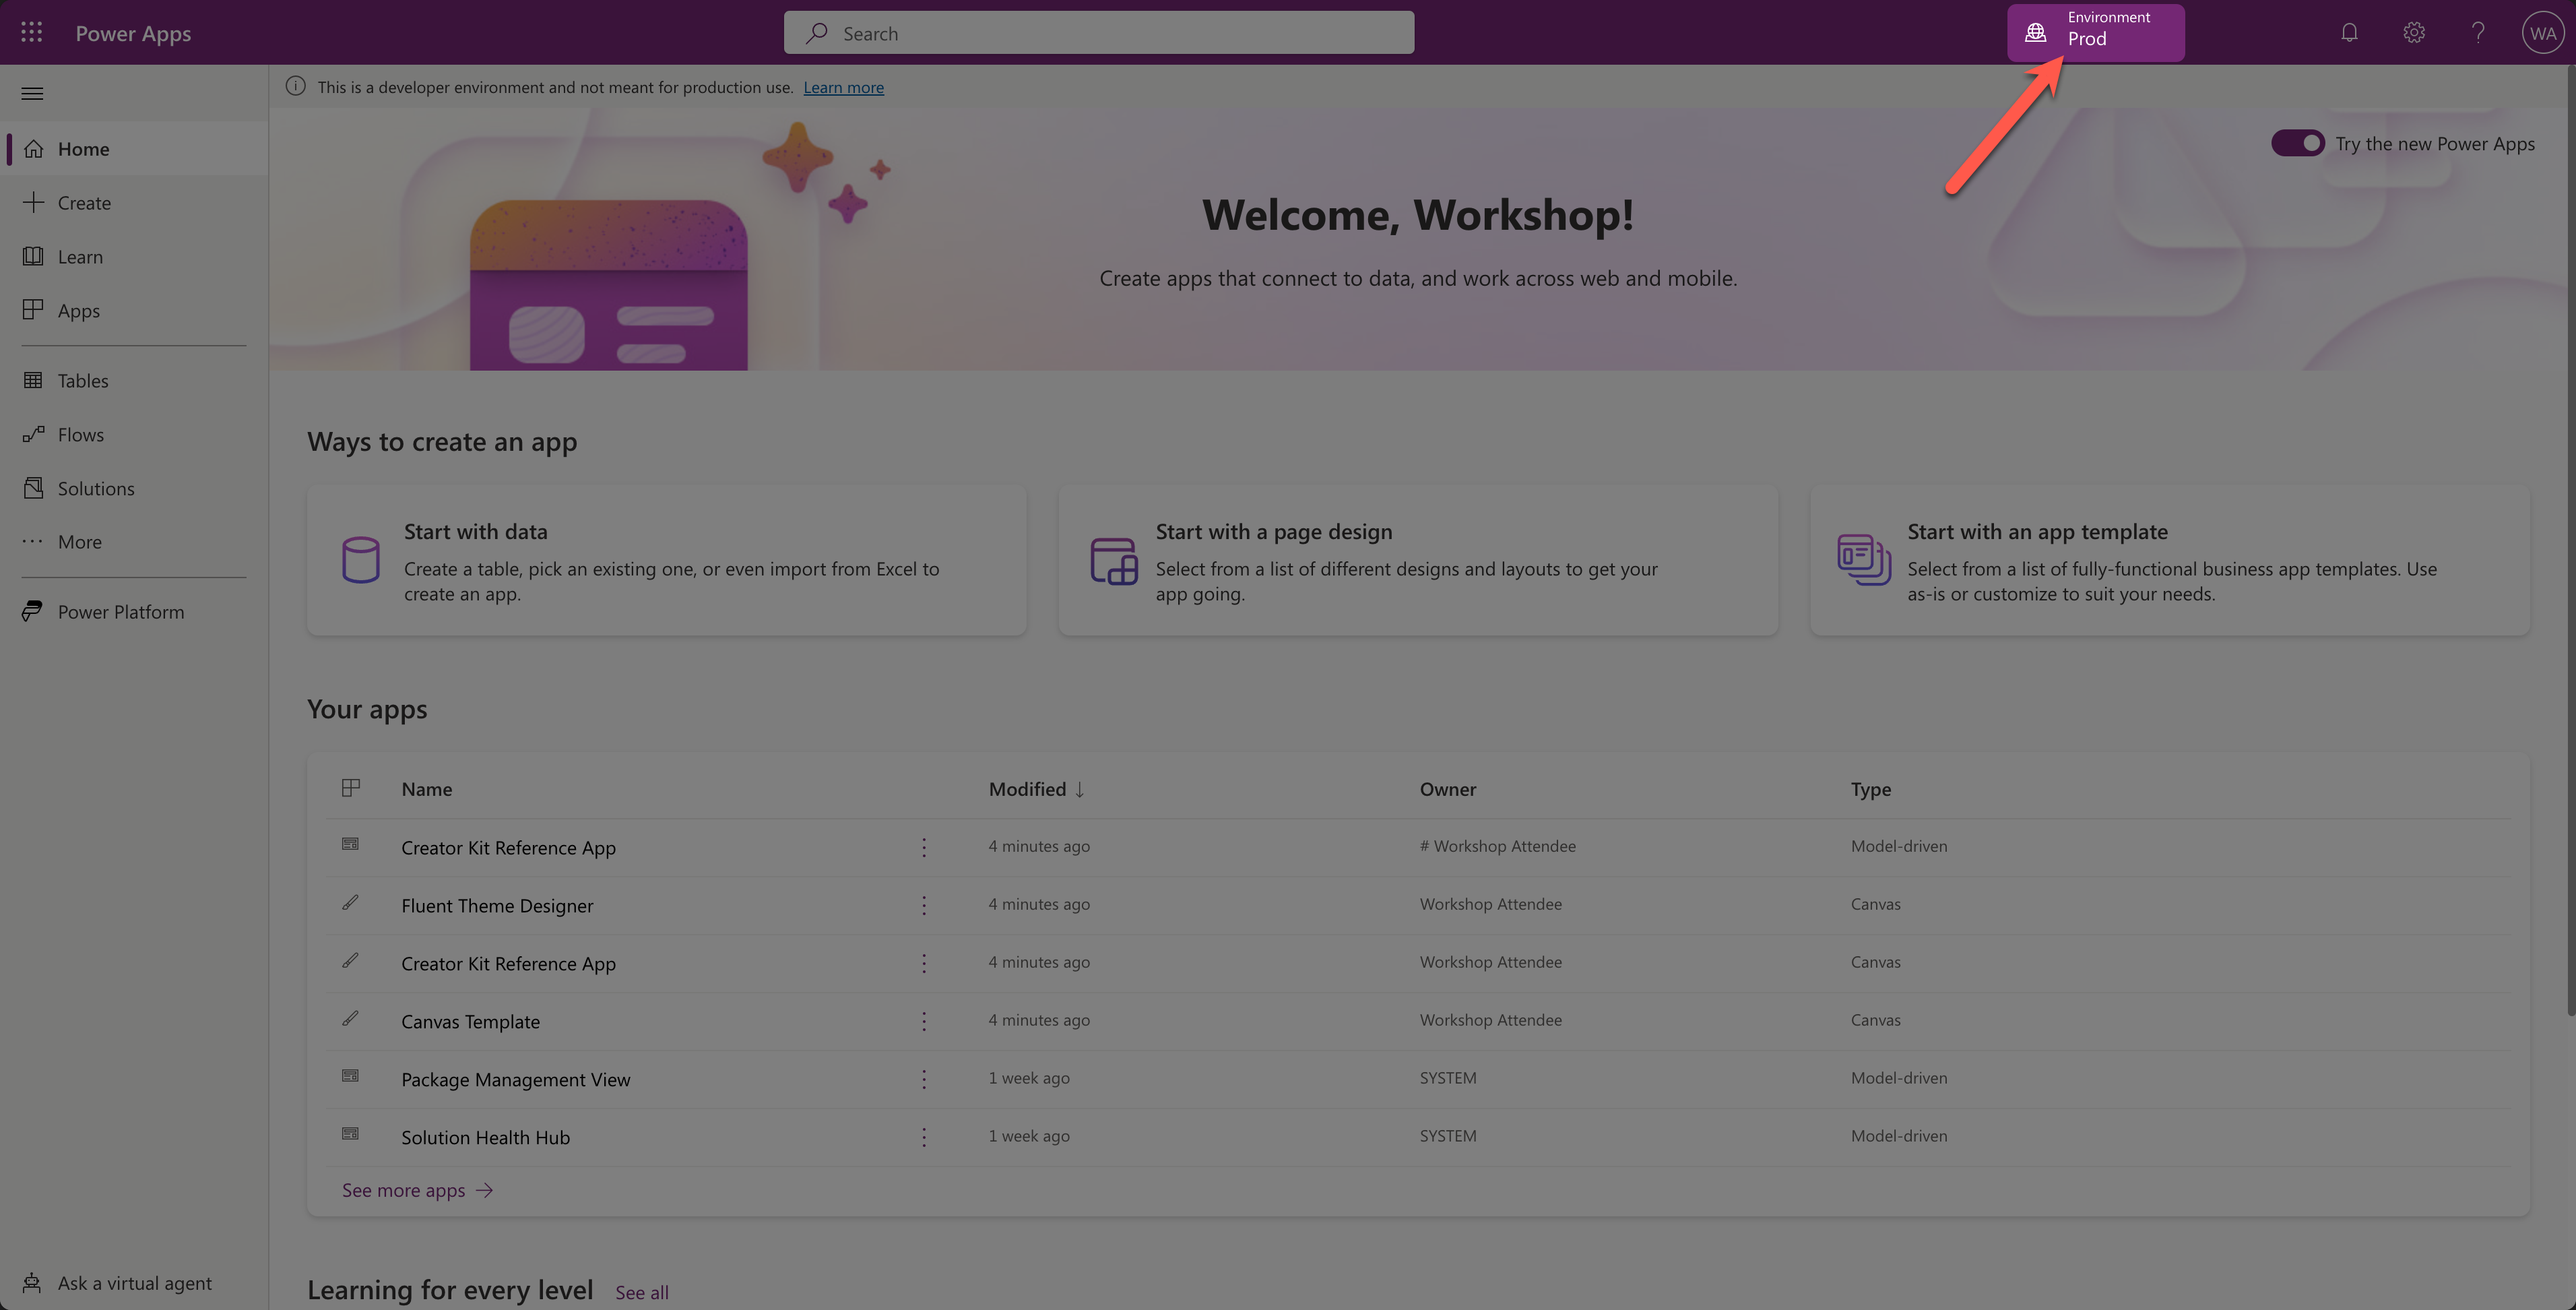 Power Apps
Search
Environment
Prod
?
WA
This is a developer environment and not meant for production use. Learn more
Home
Create
Learn
Apps
Tables
Flows
Solutions
More
Power Platform
Ask a virtual agent
Try the new Power Apps
Welcome, Workshop!
Create apps that connect to data, and work across web and mobile.
Ways to create an app
Start with data
Create a table, pick an existing one, or even import from Excel to
create an app.
Start with a page design
Select from a list of different designs and layouts to get your
app going.
Start with an app template
Select from a list of fully-functional business app templates. Use
as-is or customize to suit your needs.
Your apps
Name Modified ↓ Owner Type
Creator Kit Reference App 4 minutes ago # Workshop Attendee Model-driven
Fluent Theme Designer 4 minutes ago Workshop Attendee Canvas
Creator Kit Reference App 4 minutes ago Workshop Attendee Canvas
Canvas Template 4 minutes ago Workshop Attendee Canvas
Package Management View 1 week ago SYSTEM Model-driven
Solution Health Hub 1 week ago SYSTEM Model-driven
See more apps →
Learning for every level See all